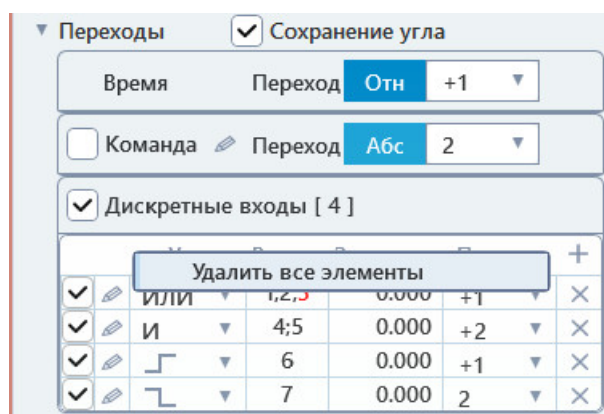 Переходы Сохранение угла
Время Переход Отн +1
Команда Переход Абс 2
Дискретные входы [ 4 ]
Удалить все элементы
ИЛИ 1,2,3 0.000 +1
И 4;5 0.000 +2
6 0.000 +1
7 0.000 2